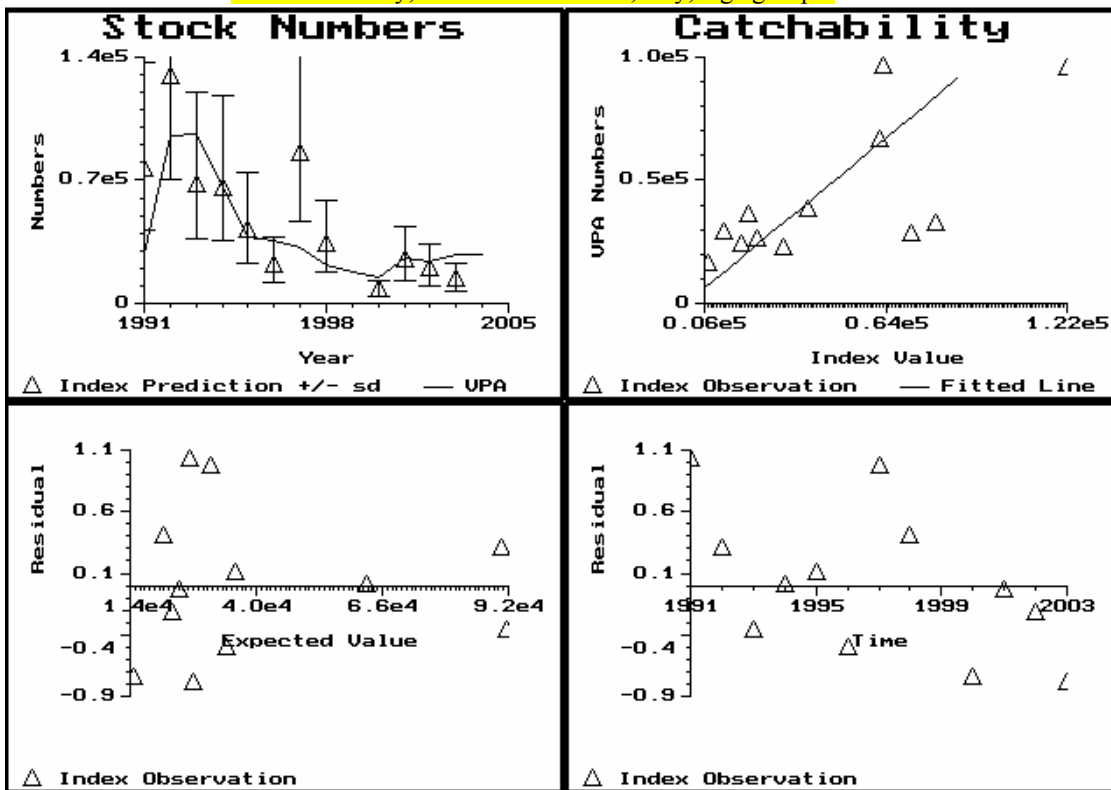 Stock Numbers
1.4e5
0.7e5
0
Numbers
1991 1998 2005
Year
Index Prediction +/- sd VPA
Catchability
1.0e5
0.5e5
0
VPA Numbers
0.06e5 0.64e5 1.22e5
Index Value
Index Observation Fitted Line
1.1
0.6
0.1
-0.4
-0.9
Residual
1.4e4 4.0e4 6.6e4 9.2e4
Expected Value
Index Observation
1.1
0.6
0.1
-0.4
-0.9
Residual
1991 1995 1999 2003
Time
Index Observation